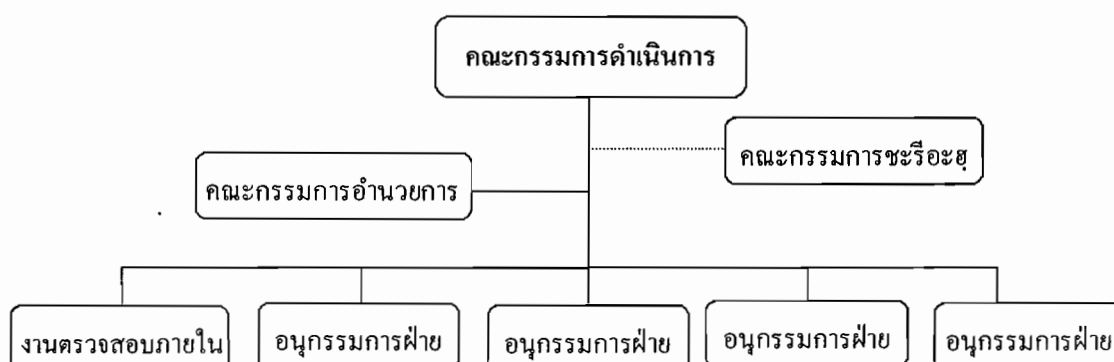 คณะกรรมการดำเนินการ
คณะกรรมการชะรีอะฮฺ
คณะกรรมการอำนวยการ
งานตรวจสอบภายใน
อนุกรรมการฝ่าย
อนุกรรมการฝ่าย
อนุกรรมการฝ่าย
อนุกรรมการฝ่าย